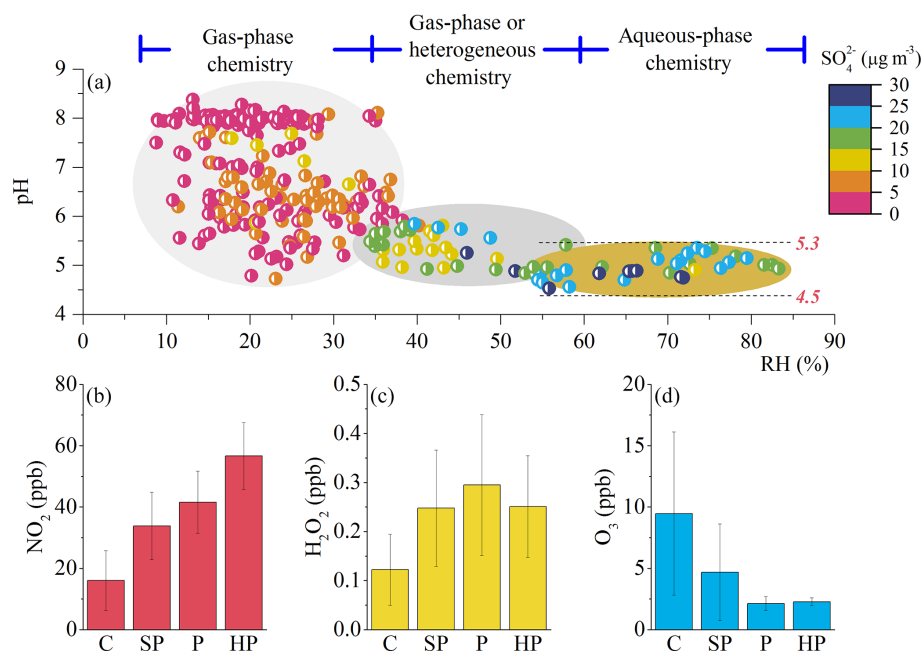 Gas-phase
chemistry
Gas-phase or
heterogeneous
chemistry
Aqueous-phase
chemistry
SO₄²⁻ (μg m⁻³)
30
25
20
15
10
5
0
(a)
pH
9
8
7
6
5
4
5.3
4.5
0 10 20 30 40 50 60 70 80 90
RH (%)
(b)
NO₂ (ppb)
80
60
40
20
0
C SP P HP
(c)
H₂O₂ (ppb)
0.5
0.4
0.3
0.2
0.1
0.0
C SP P HP
(d)
O₃ (ppb)
20
15
10
5
0
C SP P HP